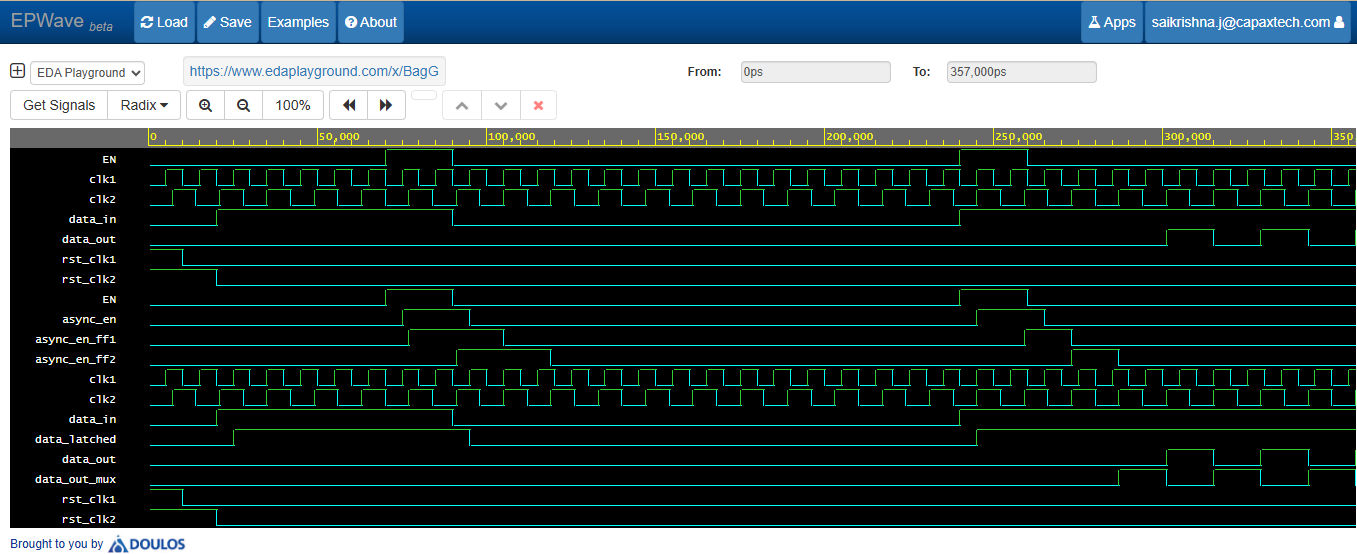 EPWave beta Load Save Examples About Apps saikrishna.j@capaxtech.com
EDA Playground https://www.edaplayground.com/x/BagG From: 0ps To: 357,000ps
Get Signals Radix 100%
0 50,000 100,000 150,000 200,000 250,000 300,000 350
EN
clk1
clk2
data_in
data_out
rst_clk1
rst_clk2
EN
async_en
async_en_ff1
async_en_ff2
clk1
clk2
data_in
data_latched
data_out
data_out_mux
rst_clk1
rst_clk2
Brought to you by DOULOS